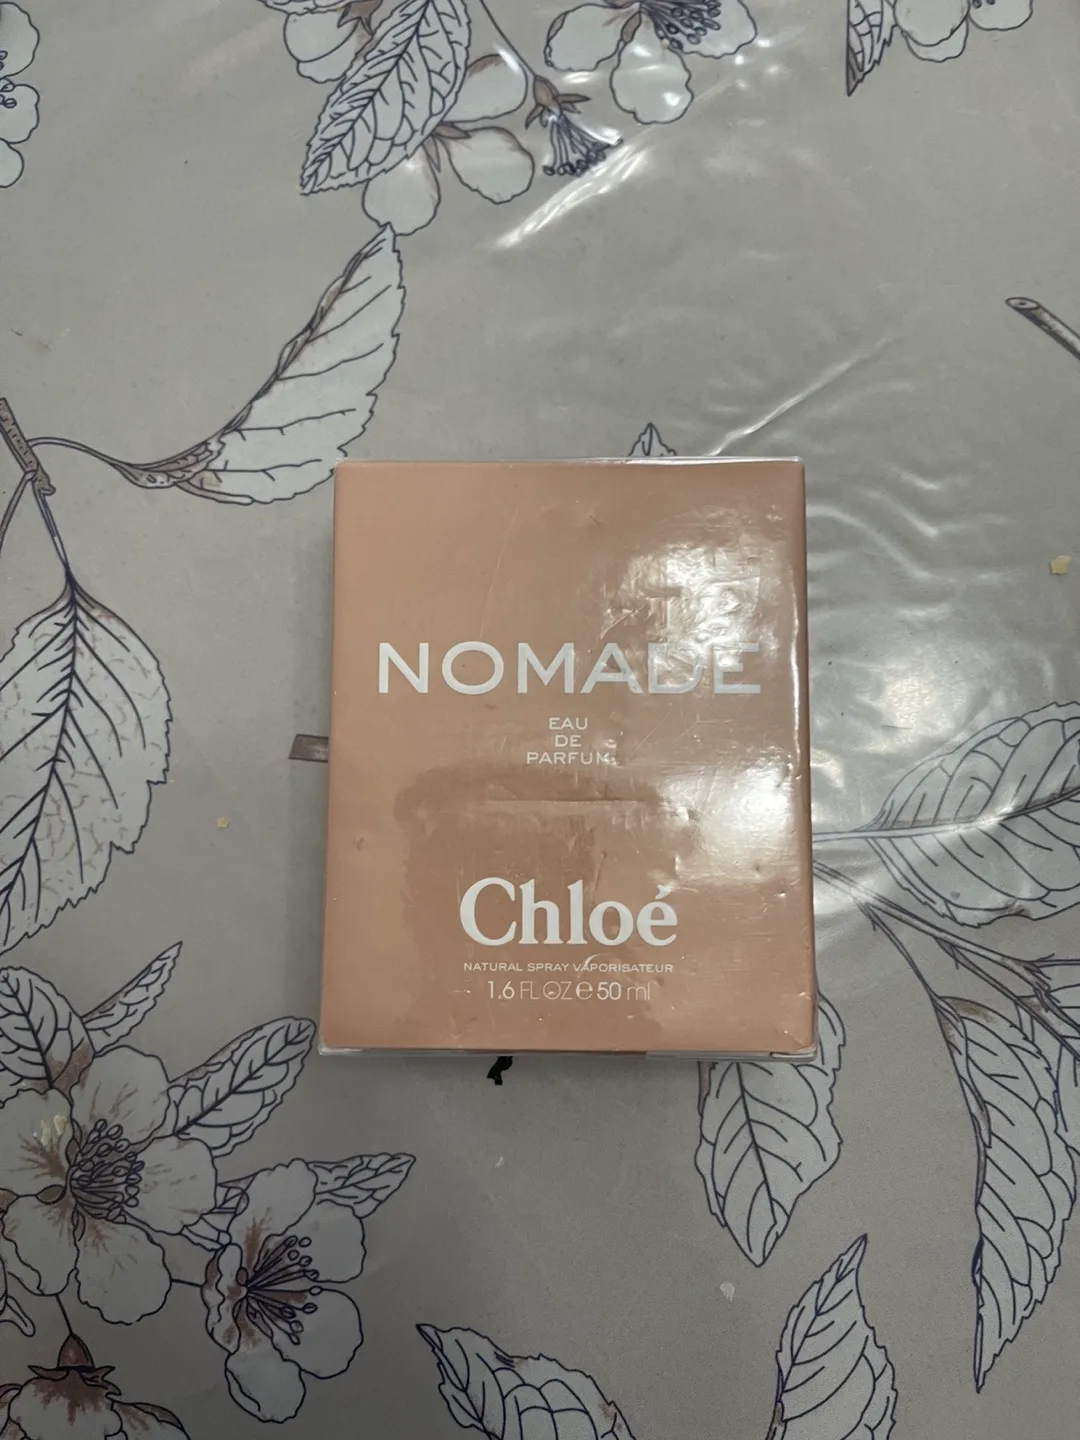 NOMADE
EAU
DE
PARFUM
Chloé
NATURAL SPRAY VAPORISATEUR
1.6 FL OZ ℮ 50 ml